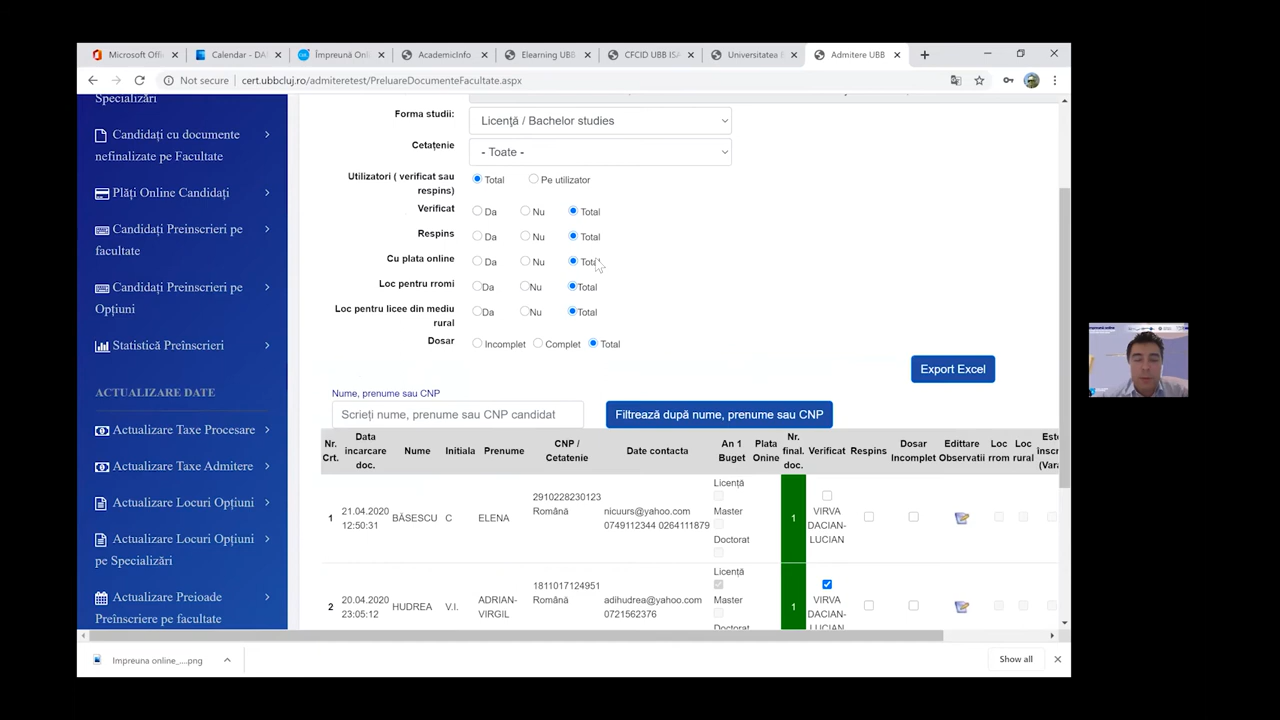 Microsoft Offi
Calendar - DA
Împreună Onl
AcademicInfo
Elearning UBB
CFCID UBB ISA
Universitatea
Admitere UBB
Not secure
cert.ubbcluj.ro/admiteretest/PreluareDocumenteFacultate.aspx
Specializări
Candidați cu documente
nefinalizate pe Facultate
Plăți Online Candidați
Candidați Preinscrieri pe
facultate
Candidați Preinscrieri pe
Opțiuni
Statistică Preînscrieri
ACTUALIZARE DATE
Actualizare Taxe Procesare
Actualizare Taxe Admitere
Actualizare Locuri Opțiuni
Actualizare Locuri Opțiuni
pe Specializări
Actualizare Preioade
Preînscriere pe facultate
Forma studii:
Licență / Bachelor studies
Cetațenie
- Toate -
Utilizatori ( verificat sau
respins)
Total Pe utilizator
Verificat
Da Nu Total
Respins
Da Nu Total
Cu plata online
Da Nu Total
Loc pentru rromi
Da Nu Total
Loc pentru licee din mediu
rural
Da Nu Total
Dosar
Incomplet Complet Total
Export Excel
Nume, prenume sau CNP
Scrieți nume, prenume sau CNP candidat
Filtrează după nume, prenume sau CNP
Nr.
Crt.
Data
incarcare
doc.
Nume
Initiala
Prenume
CNP /
Cetatenie
Date contacta
An 1
Buget
Plata
Onine
Nr.
final.
doc.
Verificat
Respins
Dosar
Incomplet
Edittare
Observatii
Loc
rrom
Loc
rural
Este
inscri
(Vara
1
21.04.2020
12:50:31
BĂSESCU
C
ELENA
2910228230123
Română
nicuurs@yahoo.com
0749112344 0264111879
Licență
Master
Doctorat
1
VIRVA
DACIAN-
LUCIAN
2
20.04.2020
23:05:12
HUDREA
V.I.
ADRIAN-
VIRGIL
1811017124951
Română
adihudrea@yahoo.com
0721562376
Licență
Master
Doctorat
1
VIRVA
DACIAN-
LUCIAN
Impreuna online_....png
Show all